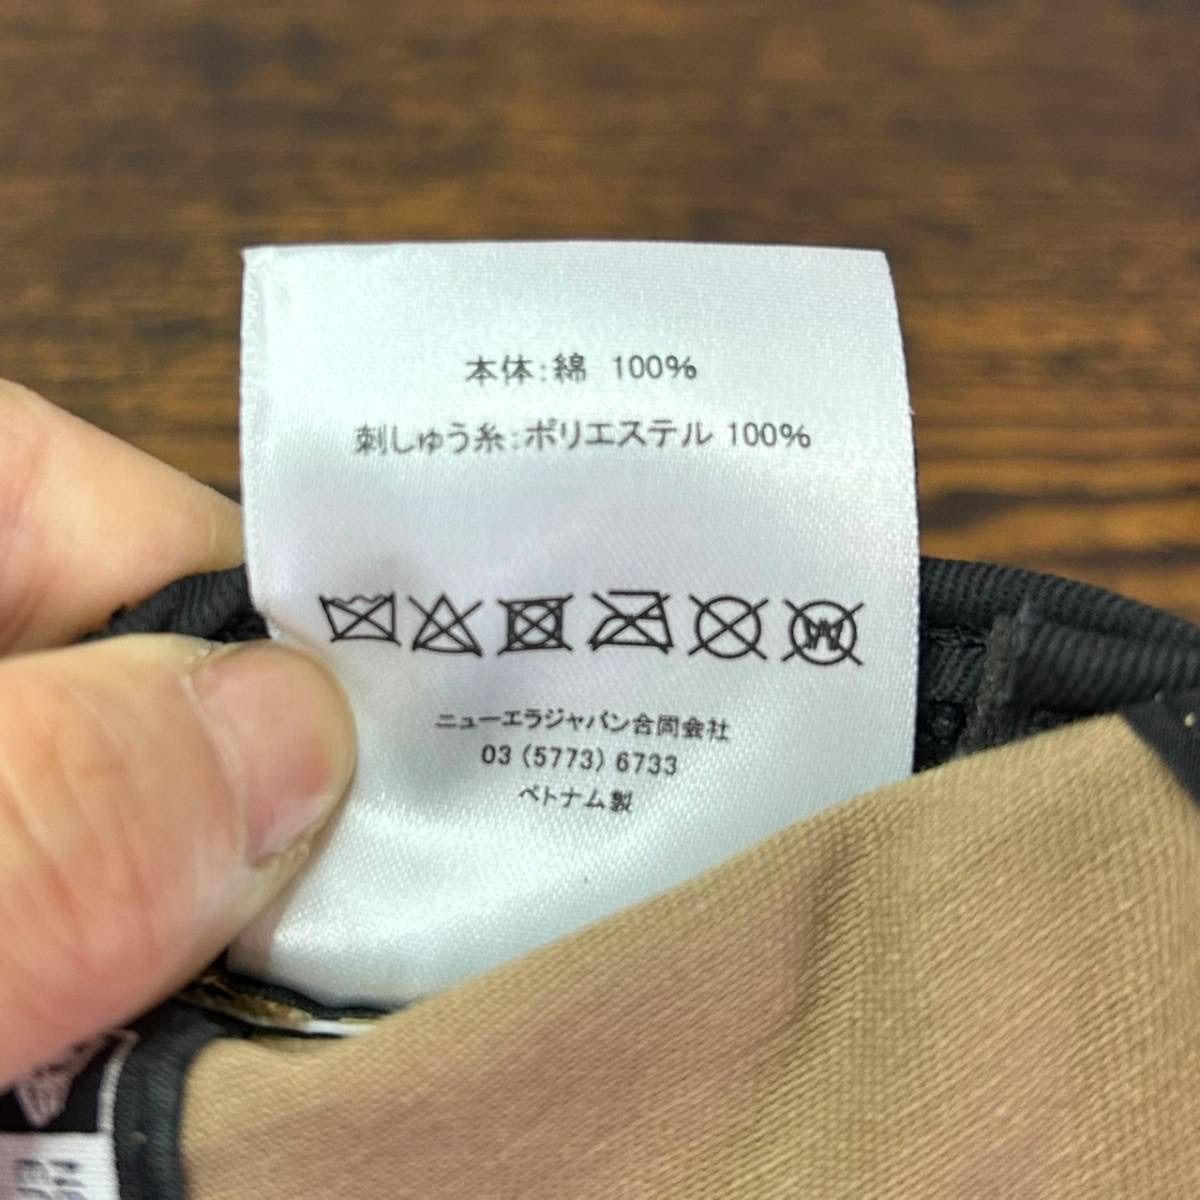 本体：綿 100%
刺しゅう糸：ポリエステル 100%
ニューエラジャパン合同会社
03 (5773) 6733
ベトナム製